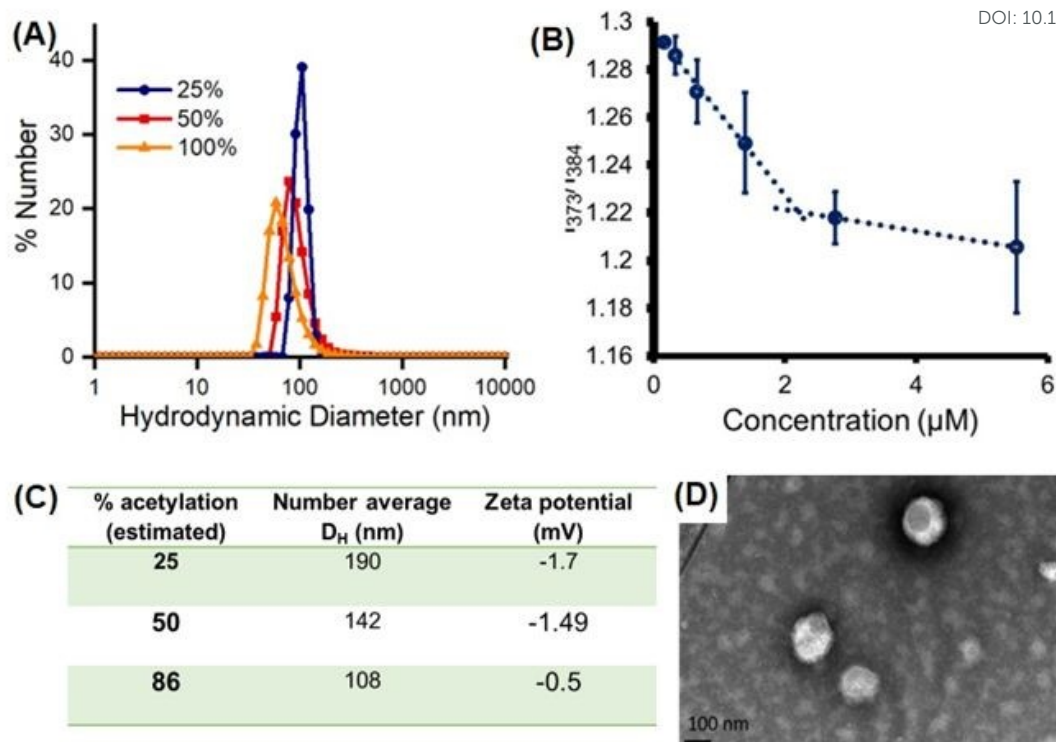 DOI: 10.1
(A)
40
30
20
10
0
% Number
25%
50%
100%
1 10 100 1000 10000
Hydrodynamic Diameter (nm)
(B)
1.3
1.28
1.26
1.24
1.22
1.2
1.18
1.16
I373/ I384
0 2 4 6
Concentration (µM)
(C)
% acetylation Number average Zeta potential
(estimated) DH (nm) (mV)
25 190 -1.7
50 142 -1.49
86 108 -0.5
(D)
100 nm